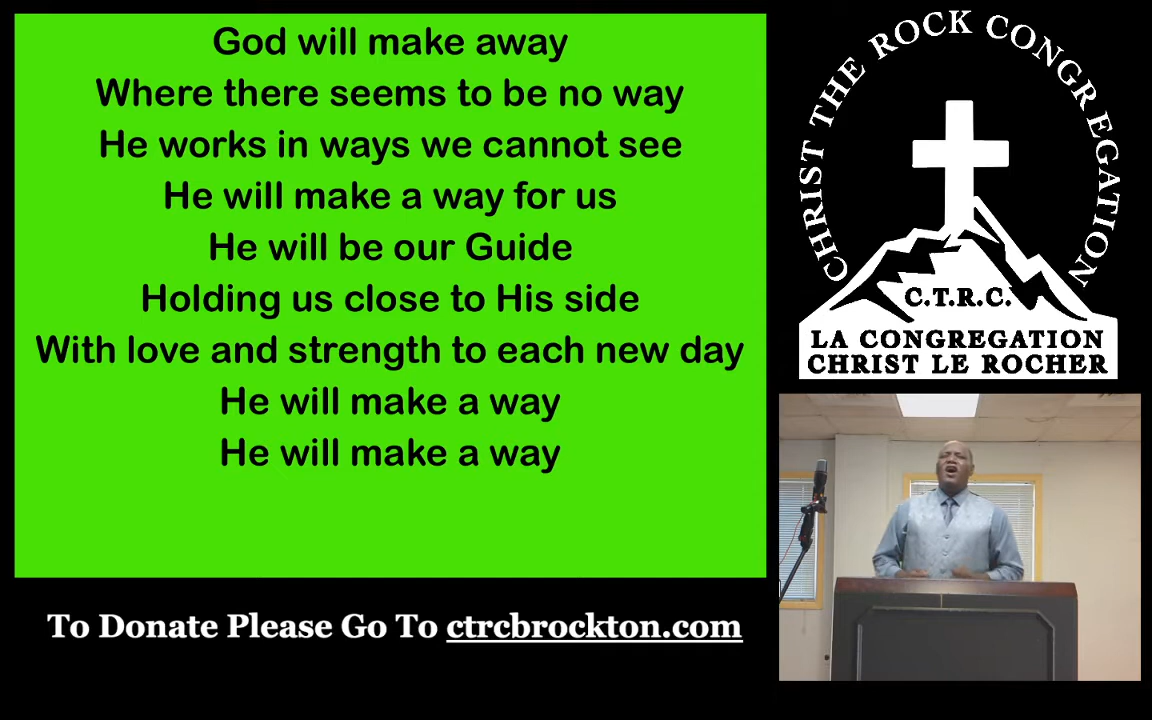 God will make away
Where there seems to be no way
He works in ways we cannot see
He will make a way for us
He will be our Guide
Holding us close to His side
With love and strength to each new day
He will make a way
He will make a way
To Donate Please Go To ctrcbrockton.com
CHRIST THE ROCK CONGREGATION
C.T.R.C.
LA CONGREGATION
CHRIST LE ROCHER